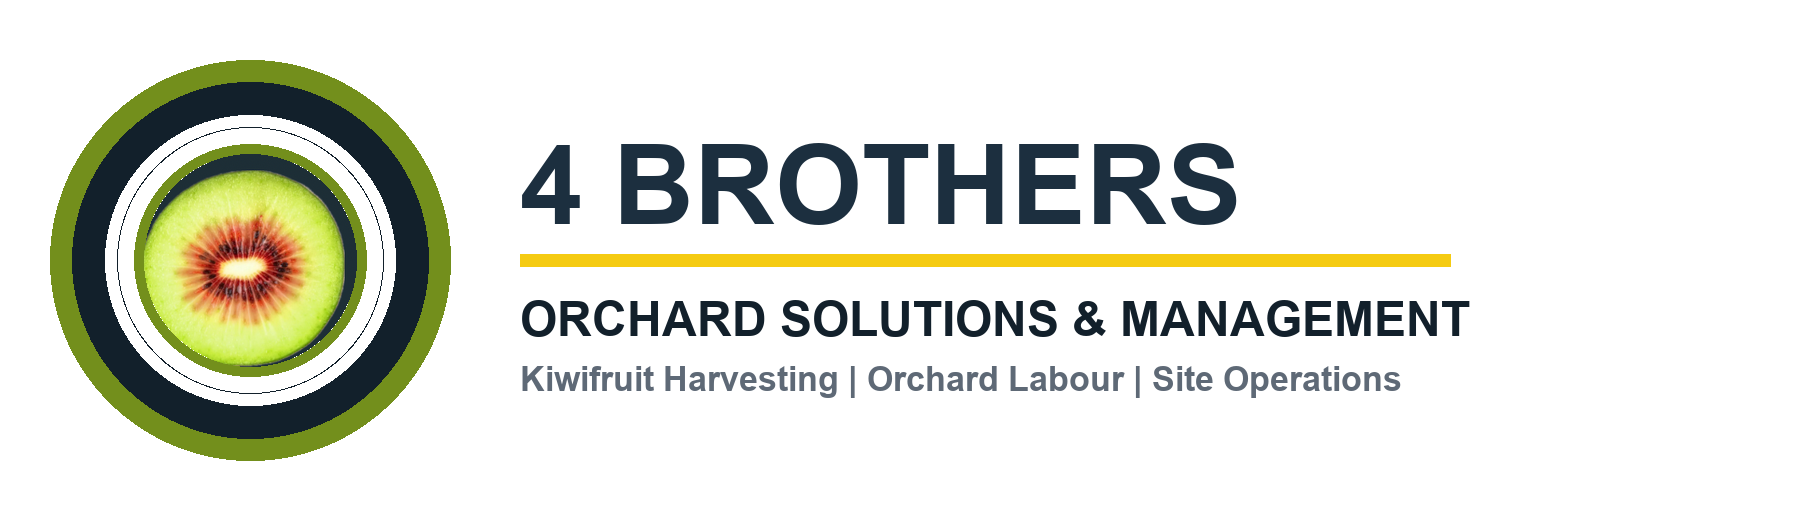 4 BROTHERS
ORCHARD SOLUTIONS & MANAGEMENT
Kiwifruit Harvesting | Orchard Labour | Site Operations